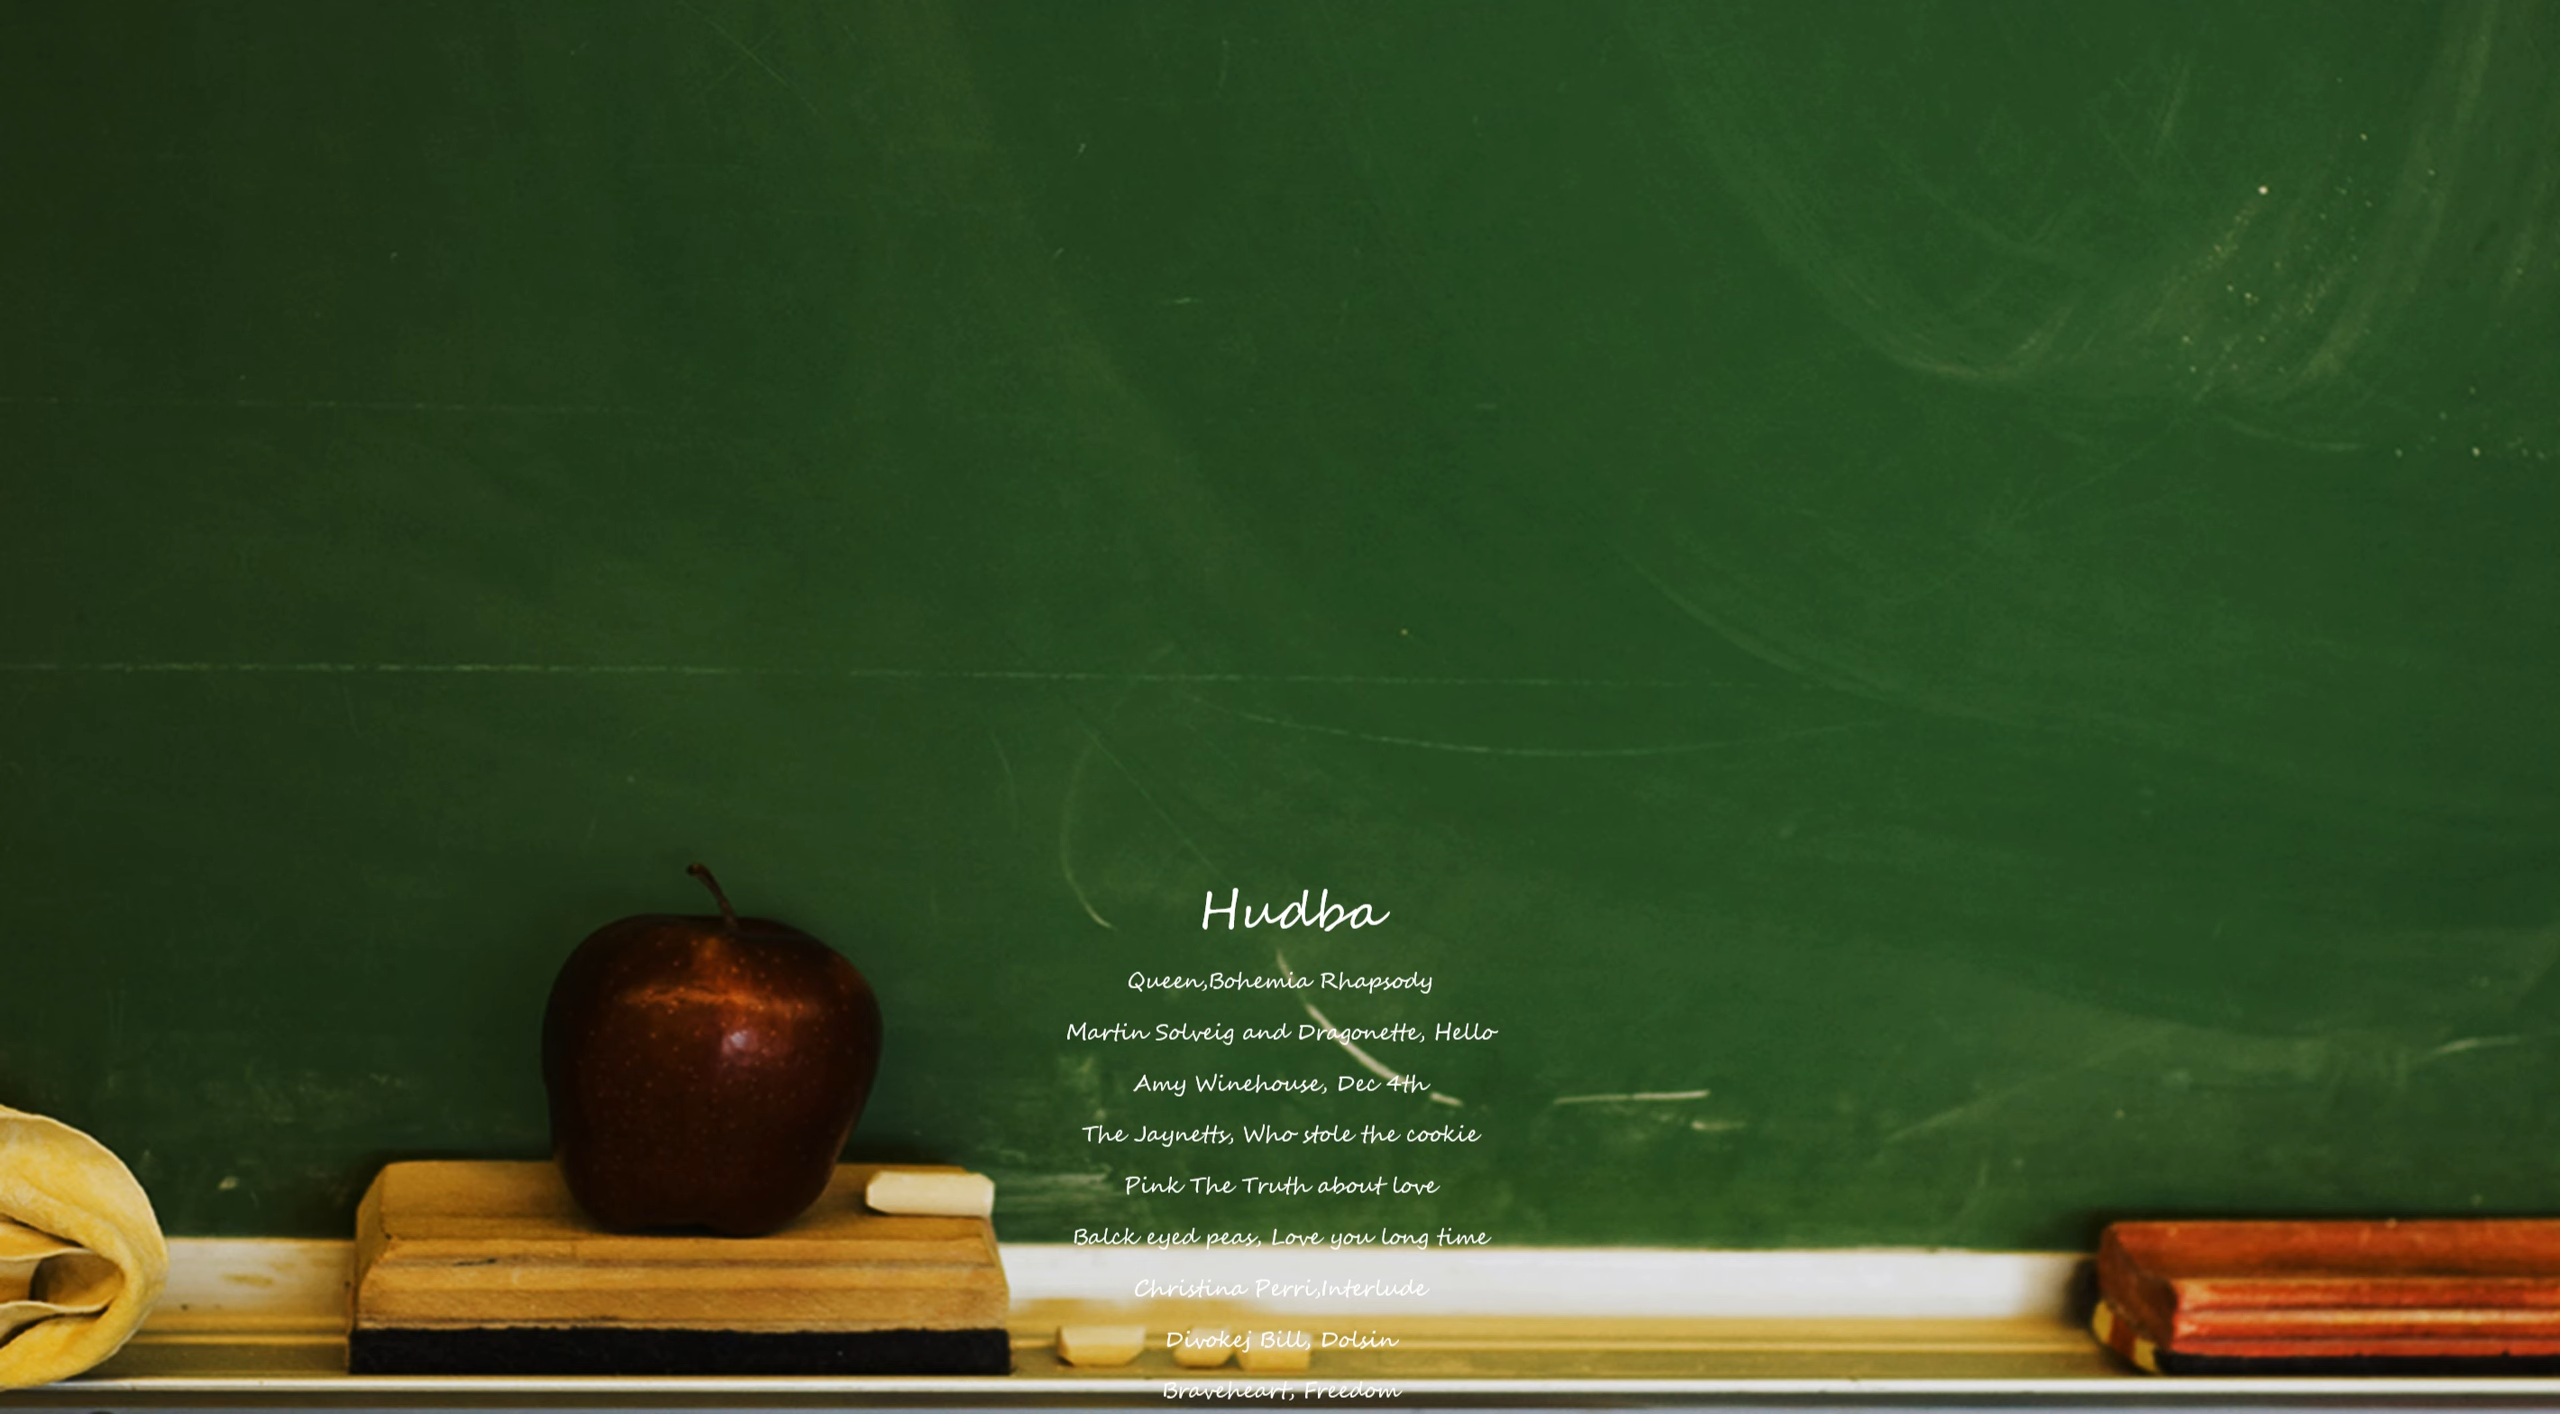 Hudba
Queen,Bohemia Rhapsody
Martin Solveig and Dragonette, Hello
Amy Winehouse, Dec 4th
The Jaynetts, Who stole the cookie
Pink The Truth about love
Balck eyed peas, Love you long time
Christina Perri,Interlude
Divokej Bill, Dolsin
Braveheart, Freedom